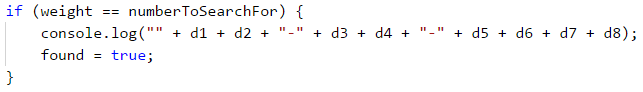 if (weight == numberToSearchFor) {
    console.log("" + d1 + d2 + "-" + d3 + d4 + "-" + d5 + d6 + d7 + d8);
    found = true;
}